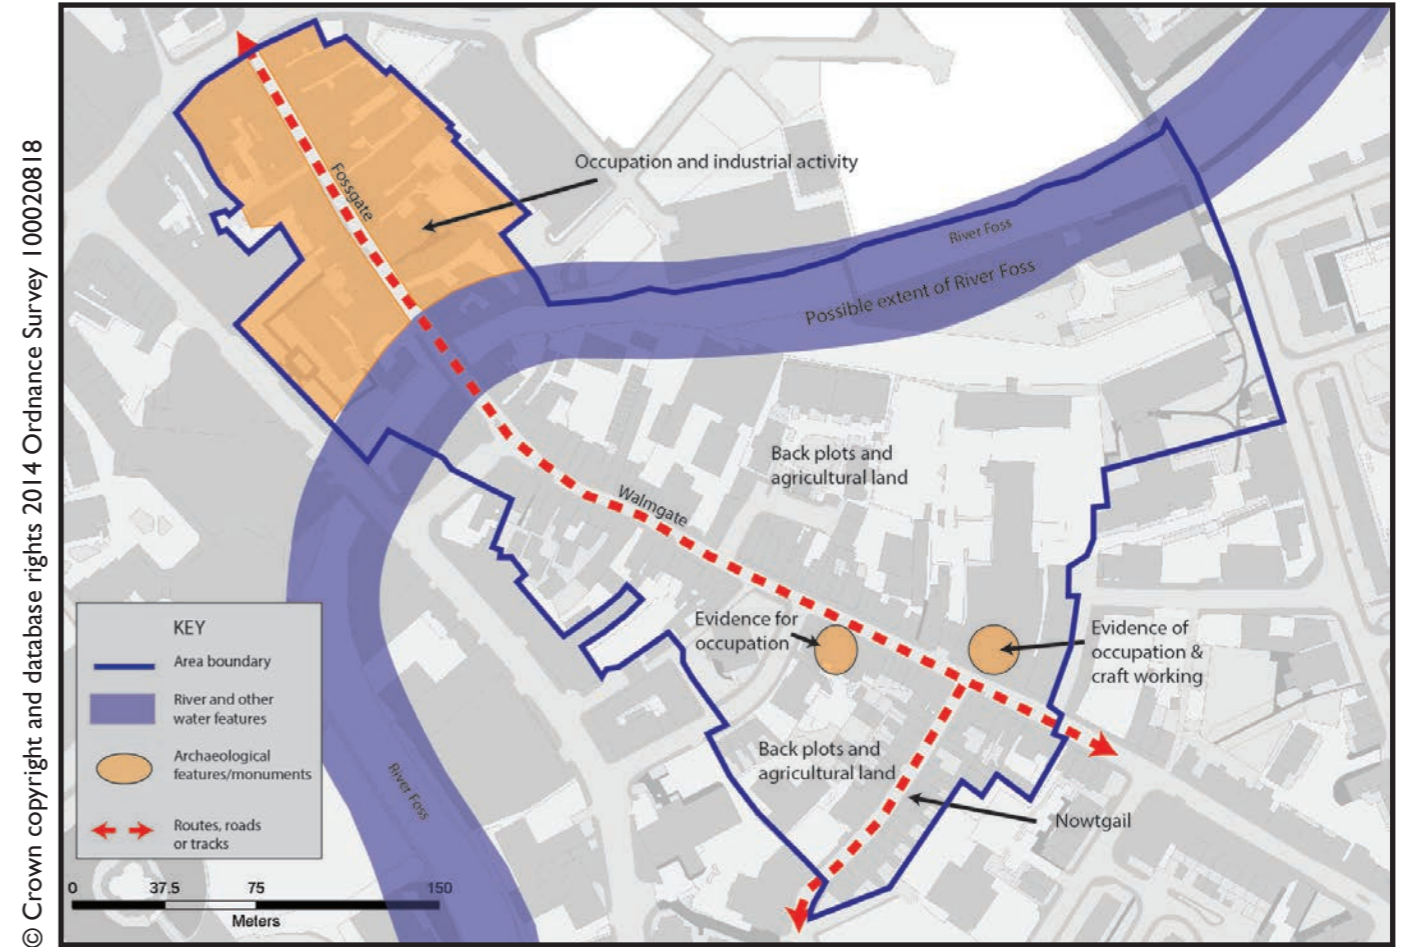 © Crown copyright and database rights 2014 Ordnance Survey 100020818
Fossgate
Occupation and industrial activity
River Foss
Possible extent of River Foss
Back plots and
agricultural land
Walmgate
Evidence for
occupation
Evidence of
occupation &
craft working
Back plots and
agricultural land
Nowtgail
River Foss
KEY
Area boundary
River and other
water features
Archaeological
features/monuments
Routes, roads
or tracks
0 37.5 75 150
Meters